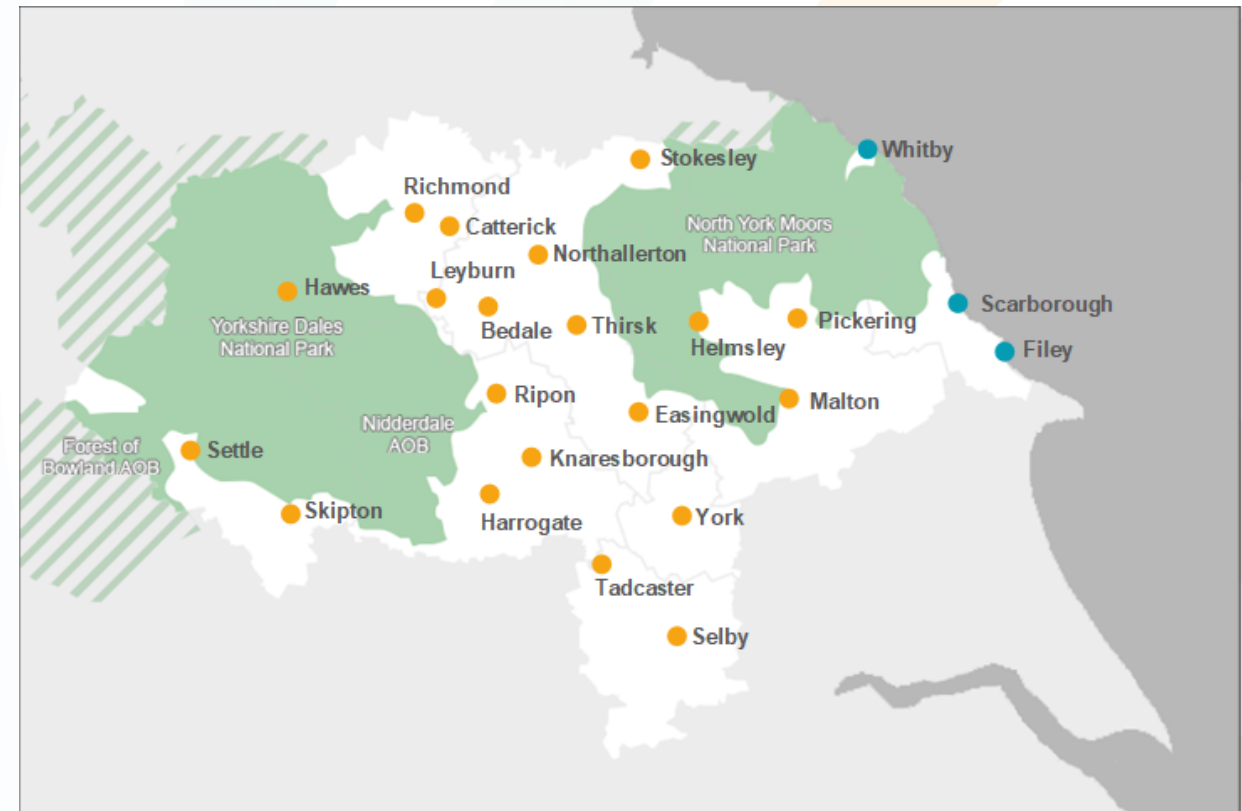 Whitby
Stokesley
Richmond
Catterick
North York Moors
National Park
Northallerton
Leyburn
Hawes
Scarborough
Bedale
Thirsk
Pickering
Yorkshire Dales
National Park
Helmsley
Filey
Ripon
Malton
Easingwold
Nidderdale
AOB
Forest of
Bowland AOB
Settle
Knaresborough
Skipton
Harrogate
York
Tadcaster
Selby